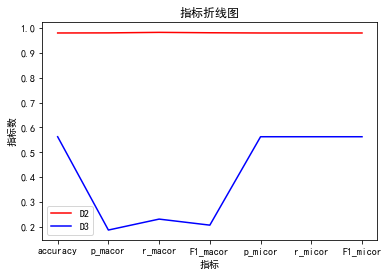 指标折线图
1.0
0.9
0.8
0.7
0.6
0.5
0.4
0.3
0.2
指标数
D2
D3
accuracy p_macor r_macor F1_macor p_micor r_micor F1_micor
指标